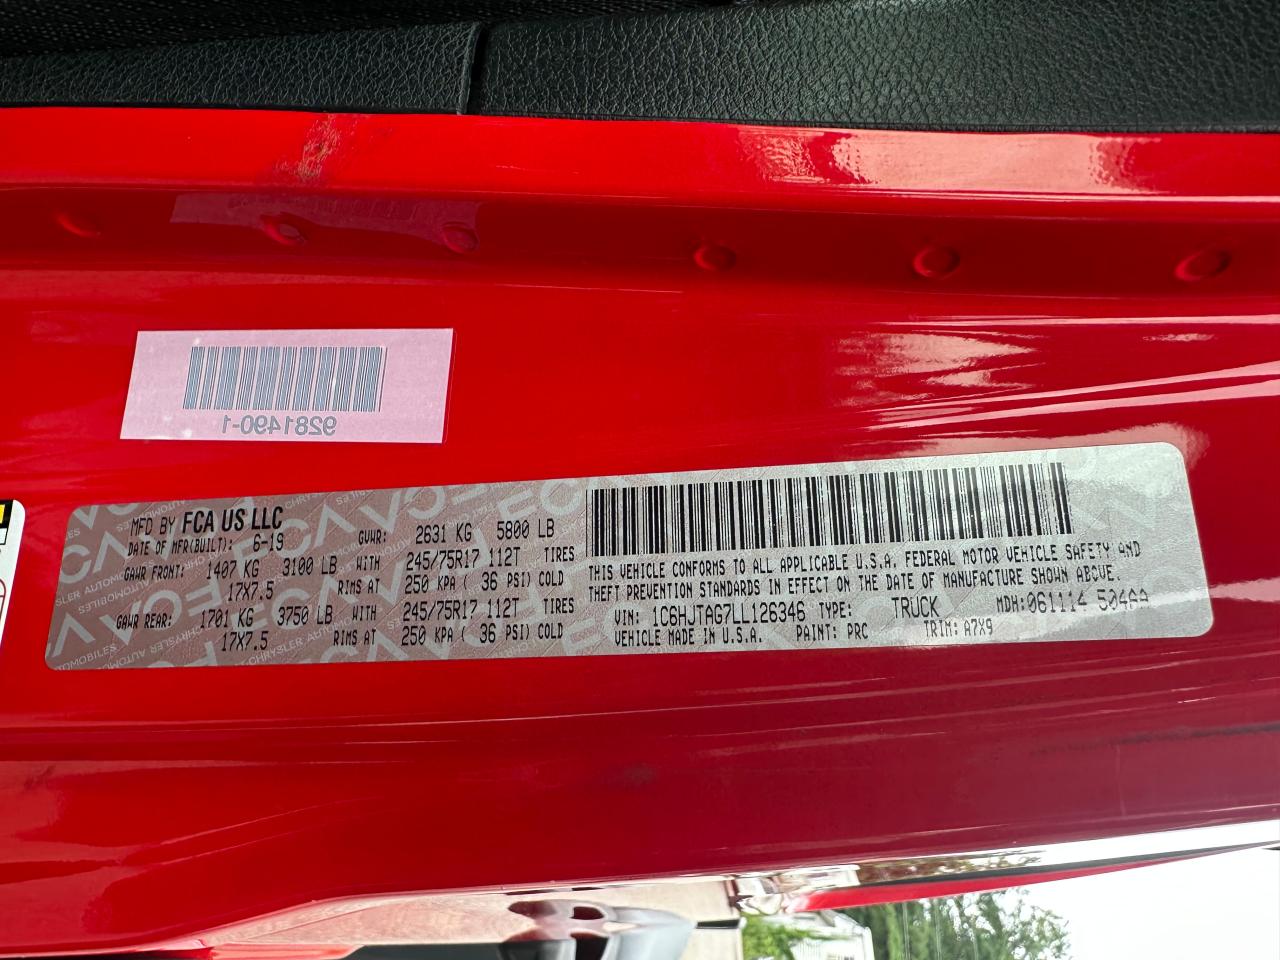 9281490-1
MFD BY FCA US LLC
DATE OF MFR(BUILT): 6-19
GVWR: 2631 KG 5800 LB
GAWR FRONT: 1407 KG 3100 LB WITH 245/75R17 112T TIRES
17X7.5 RIMS AT 250 KPA ( 36 PSI) COLD
GAWR REAR: 1701 KG 3750 LB WITH 245/75R17 112T TIRES
17X7.5 RIMS AT 250 KPA ( 36 PSI) COLD
THIS VEHICLE CONFORMS TO ALL APPLICABLE U.S.A. FEDERAL MOTOR VEHICLE SAFETY AND
THEFT PREVENTION STANDARDS IN EFFECT ON THE DATE OF MANUFACTURE SHOWN ABOVE.
VIN: 1C6HJTAG7LL126346 TYPE: TRUCK MDH:061114 504AA
VEHICLE MADE IN U.S.A. PAINT: PRC TRIM: A7X9